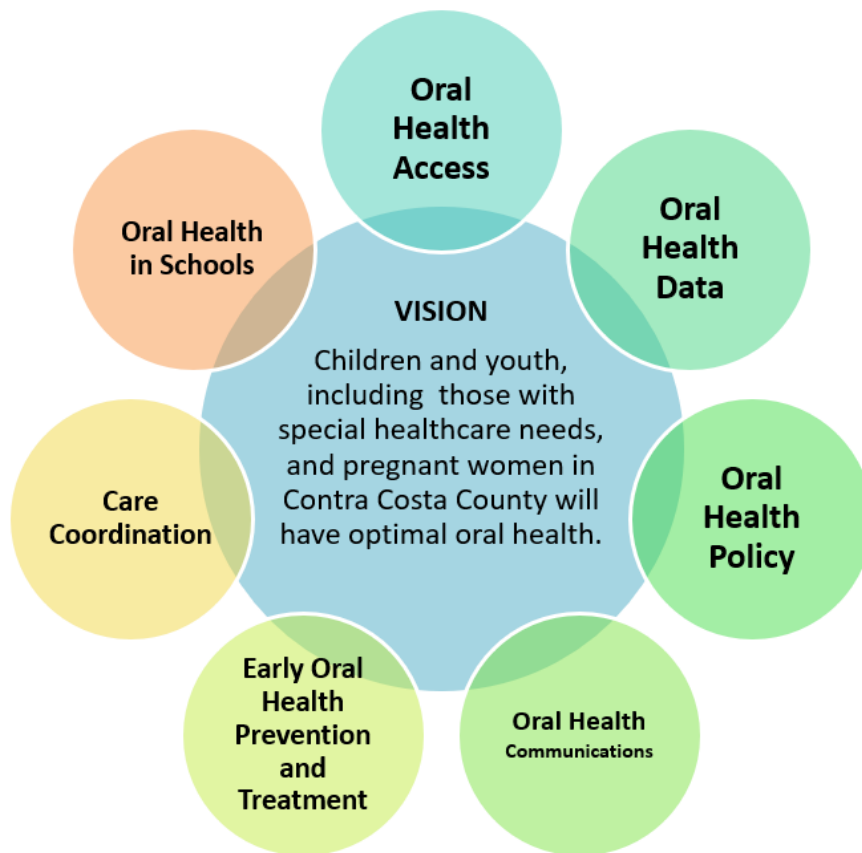 Oral
Health
Access
Oral
Health
Data
Oral
Health
Policy
Oral Health
Communications
Early Oral
Health
Prevention
and
Treatment
Care
Coordination
Oral Health
in Schools
VISION
Children and youth,
including  those with
special healthcare needs,
and pregnant women in
Contra Costa County will
have optimal oral health.